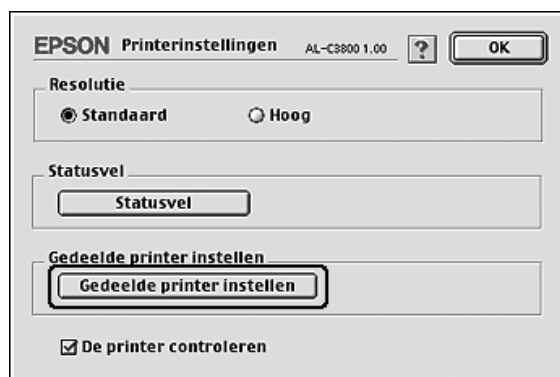 EPSON Printerinstellingen AL-C3800 1.00 ? OK
Resolutie
Standaard Hoog
Statusvel
Statusvel
Gedeelde printer instellen
Gedeelde printer instellen
De printer controleren